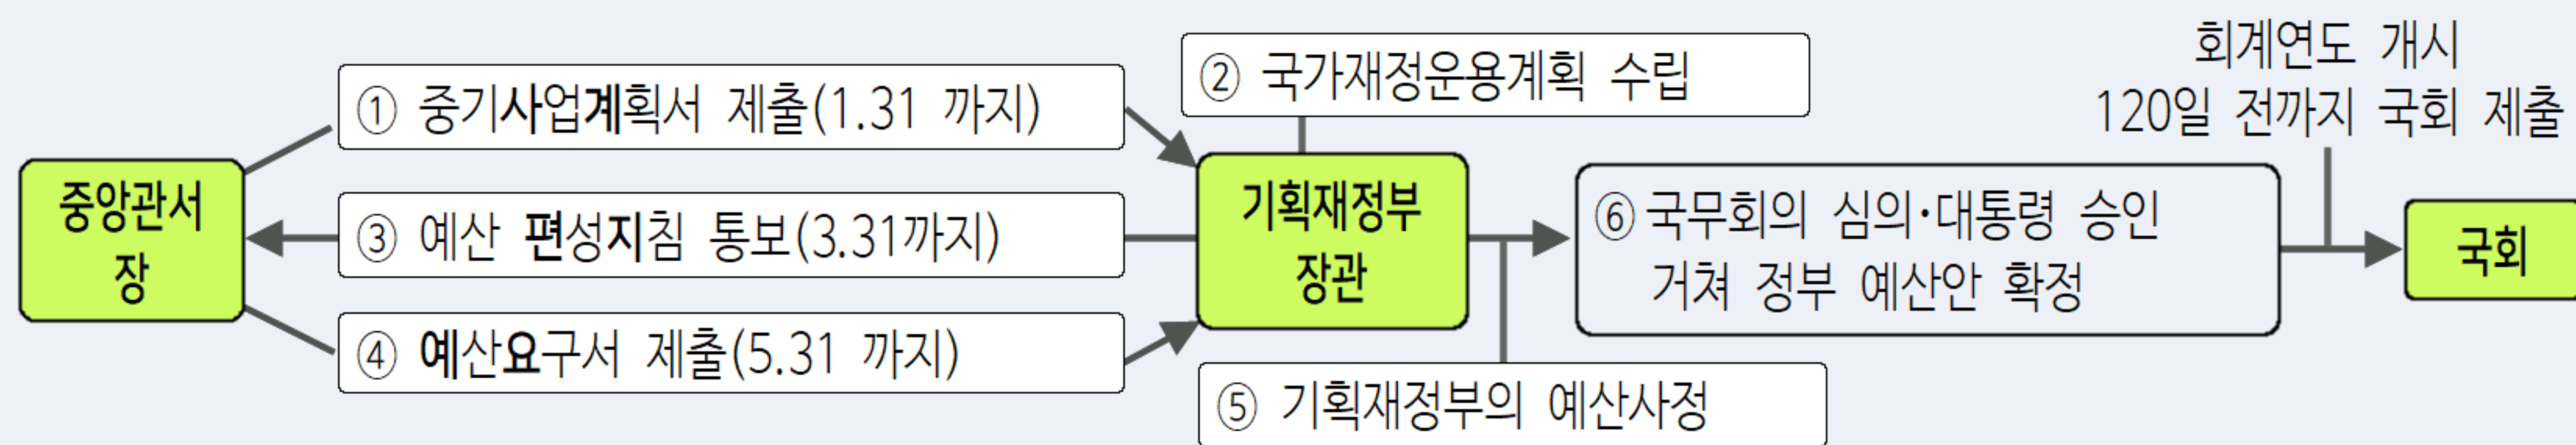 중앙관서
장
① 중기사업계획서 제출(1.31 까지)
② 국가재정운용계획 수립
③ 예산 편성지침 통보(3.31까지)
④ 예산요구서 제출(5.31 까지)
기획재정부
장관
⑤ 기획재정부의 예산사정
⑥ 국무회의 심의·대통령 승인
거쳐 정부 예산안 확정
회계연도 개시
120일 전까지 국회 제출
국회